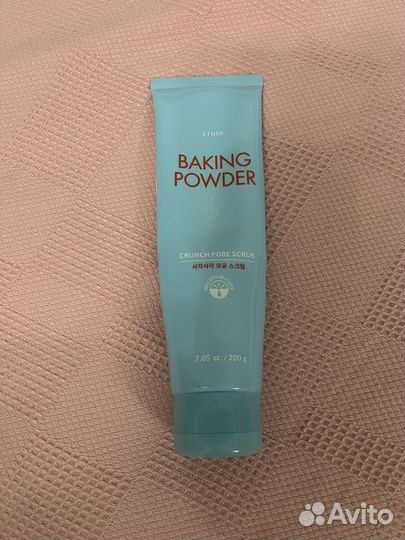 ETUDE
BAKING
POWDER
CRUNCH PORE SCRUB
사각사각 모공 스크럽
7.05 oz. / 200 g
Avito